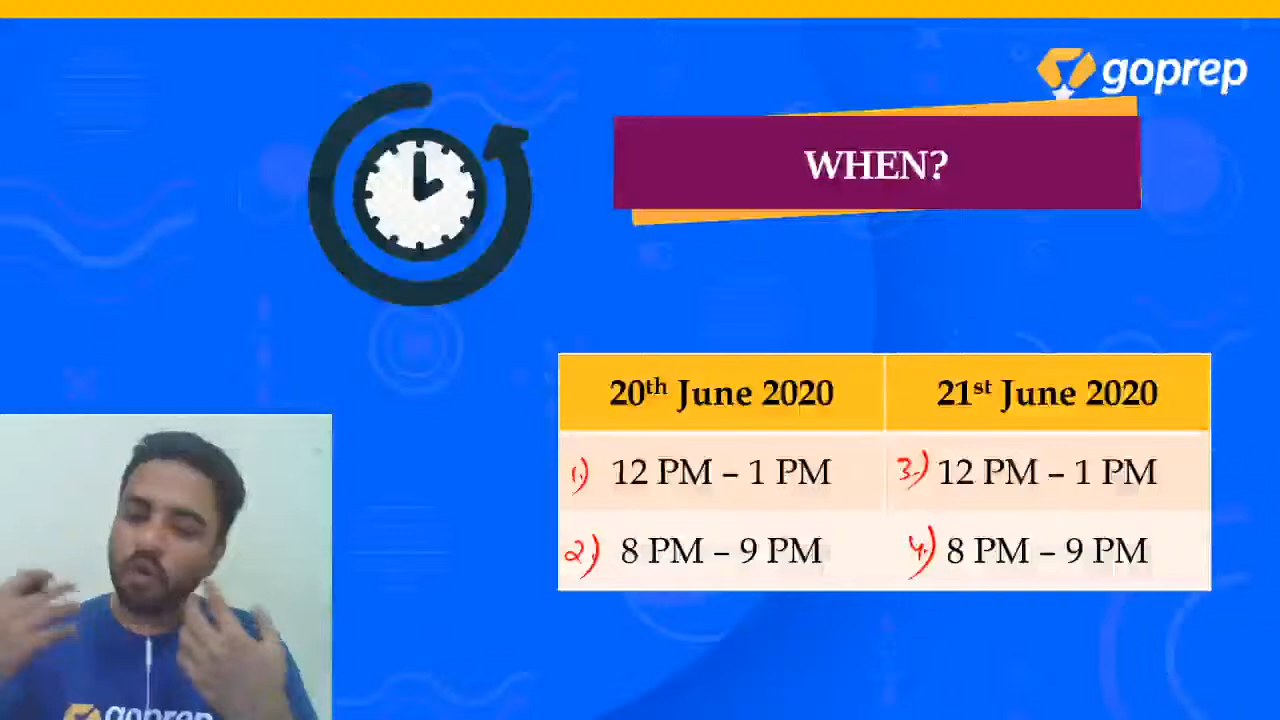 goprep
WHEN?
20th June 2020 21st June 2020
1.) 12 PM – 1 PM 3.) 12 PM – 1 PM
2.) 8 PM – 9 PM 4.) 8 PM – 9 PM
goprep